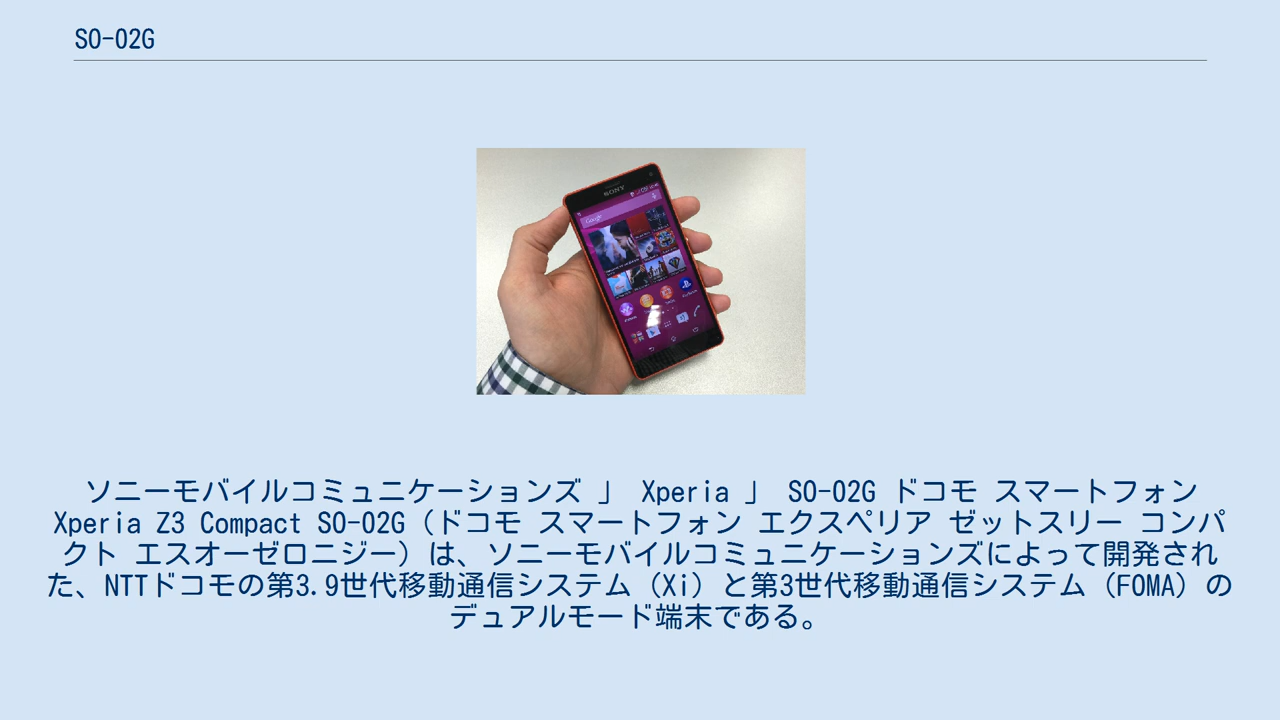 SO-02G
SONY
Google
ソニーモバイルコミュニケーションズ 」 Xperia 」 SO-02G ドコモ スマートフォン
Xperia Z3 Compact SO-02G（ドコモ スマートフォン エクスペリア ゼットスリー コンパ
クト エスオーゼロニジー）は、ソニーモバイルコミュニケーションズによって開発され
た、NTTドコモの第3.9世代移動通信システム（Xi）と第3世代移動通信システム（FOMA）の
デュアルモード端末である。